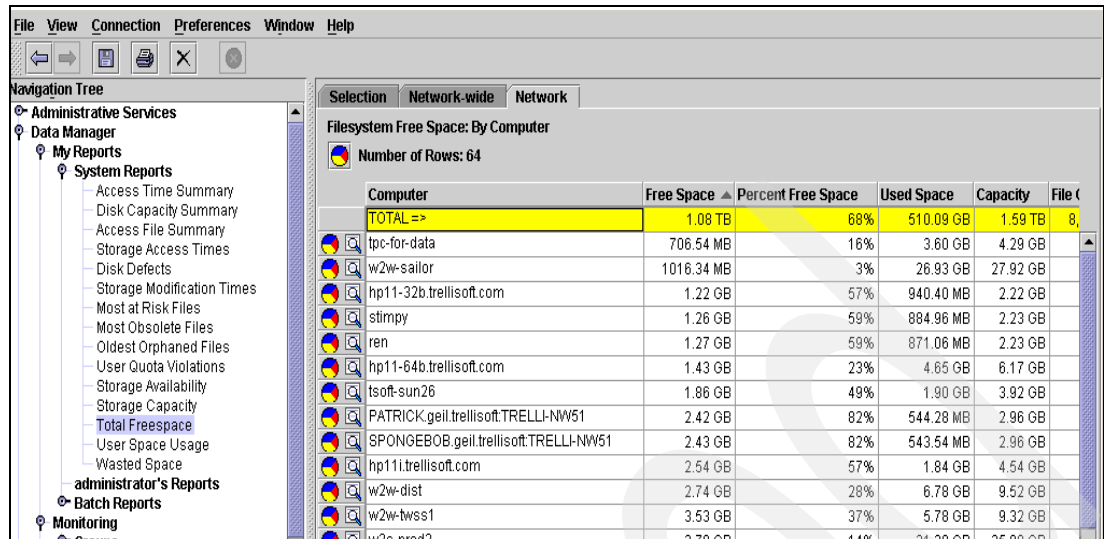 File View Connection Preferences Window Help
Navigation Tree
Administrative Services
Data Manager
My Reports
System Reports
Access Time Summary
Disk Capacity Summary
Access File Summary
Storage Access Times
Disk Defects
Storage Modification Times
Most at Risk Files
Most Obsolete Files
Oldest Orphaned Files
User Quota Violations
Storage Availability
Storage Capacity
Total Freespace
User Space Usage
Wasted Space
administrator's Reports
Batch Reports
Monitoring
Selection Network-wide Network
Filesystem Free Space: By Computer
Number of Rows: 64
Computer Free Space Percent Free Space Used Space Capacity File
TOTAL => 1.08 TB 68% 510.09 GB 1.59 TB 8,
tpc-for-data 706.54 MB 16% 3.60 GB 4.29 GB
w2w-sailor 1016.34 MB 3% 26.93 GB 27.92 GB
hp11-32b.trellisoft.com 1.22 GB 57% 940.40 MB 2.22 GB
stimpy 1.26 GB 59% 884.96 MB 2.23 GB
ren 1.27 GB 59% 871.06 MB 2.23 GB
hp11-64b.trellisoft.com 1.43 GB 23% 4.65 GB 6.17 GB
tsoft-sun26 1.86 GB 49% 1.90 GB 3.92 GB
PATRICK.geil.trellisoft:TRELLI-NW51 2.42 GB 82% 544.28 MB 2.96 GB
SPONGEBOB.geil.trellisoft:TRELLI-NW51 2.43 GB 82% 543.54 MB 2.96 GB
hp11i.trellisoft.com 2.54 GB 57% 1.84 GB 4.54 GB
w2w-dist 2.74 GB 28% 6.78 GB 9.52 GB
w2w-twss1 3.53 GB 37% 5.78 GB 9.32 GB